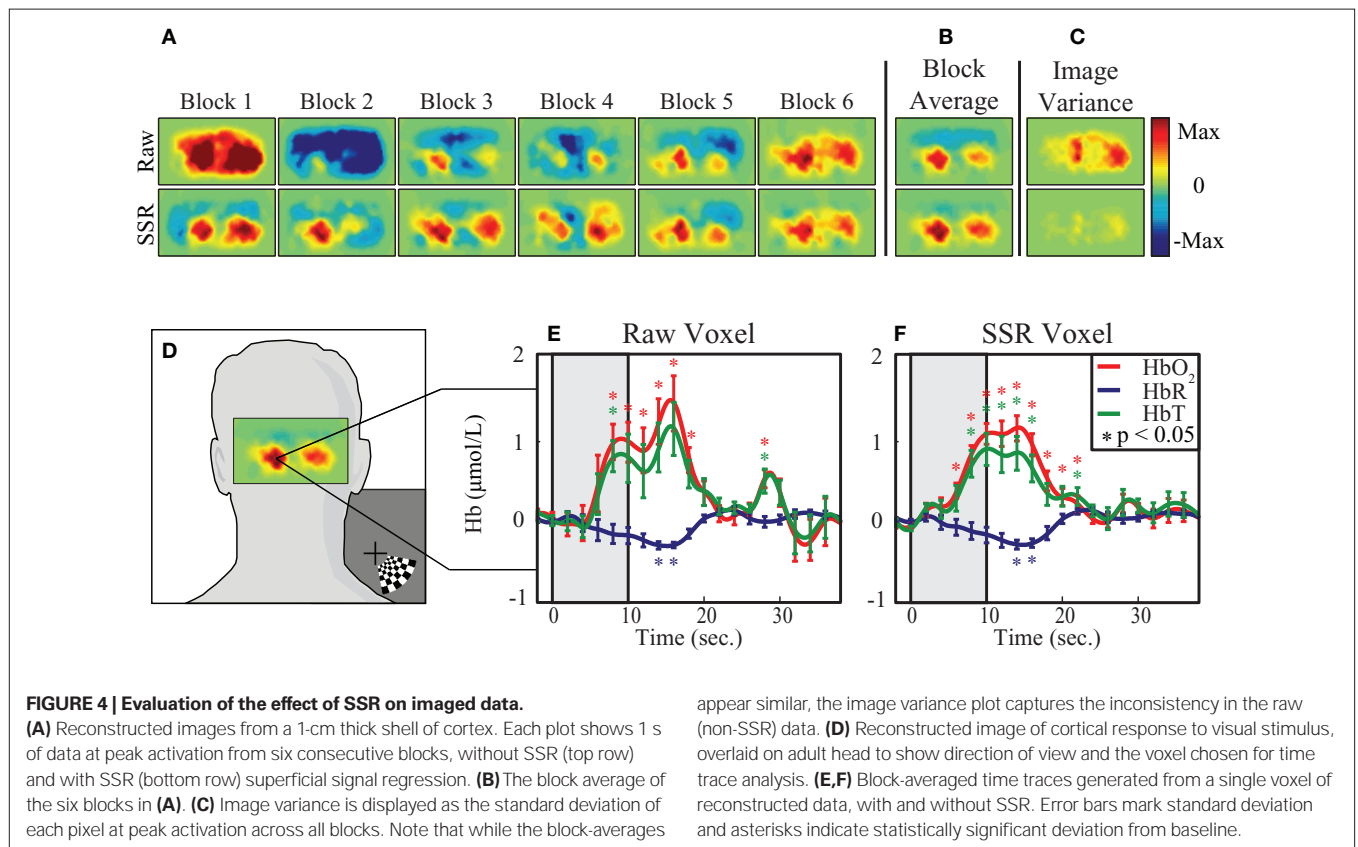 A
B
C
Block
Average
Image
Variance
Block 1 Block 2 Block 3 Block 4 Block 5 Block 6
Raw
SSR
Max
0
-Max
D
E Raw Voxel
F SSR Voxel
Hb (μmol/L)
2
1
0
-1
0 10 20 30
Time (sec.)
2
1
0
-1
0 10 20 30
Time (sec.)
HbO2
HbR
HbT
* p < 0.05
FIGURE 4 | Evaluation of the effect of SSR on imaged data.
(A) Reconstructed images from a 1-cm thick shell of cortex. Each plot shows 1 s
of data at peak activation from six consecutive blocks, without SSR (top row)
and with SSR (bottom row) superficial signal regression. (B) The block average of
the six blocks in (A). (C) Image variance is displayed as the standard deviation of
each pixel at peak activation across all blocks. Note that while the block-averages
appear similar, the image variance plot captures the inconsistency in the raw
(non-SSR) data. (D) Reconstructed image of cortical response to visual stimulus,
overlaid on adult head to show direction of view and the voxel chosen for time
trace analysis. (E,F) Block-averaged time traces generated from a single voxel of
reconstructed data, with and without SSR. Error bars mark standard deviation
and asterisks indicate statistically significant deviation from baseline.